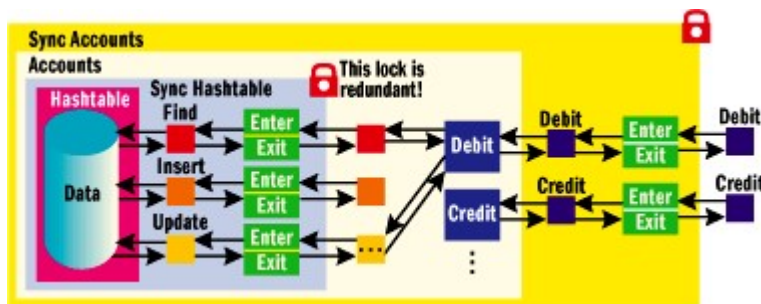 Sync Accounts
Accounts
Sync Hashtable
This lock is
redundant!
Hashtable
Find
Enter
Exit
Debit
Debit
Enter
Exit
Debit
Data
Insert
Enter
Exit
Credit
Credit
Enter
Exit
Credit
Update
Enter
Exit
...